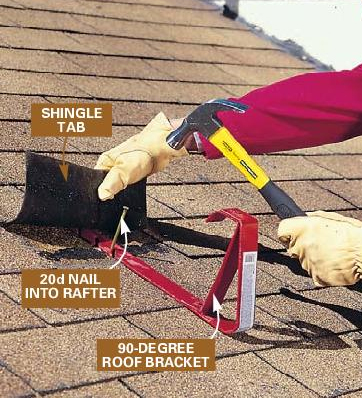 SHINGLE
TAB
20d NAIL
INTO RAFTER
90-DEGREE
ROOF BRACKET